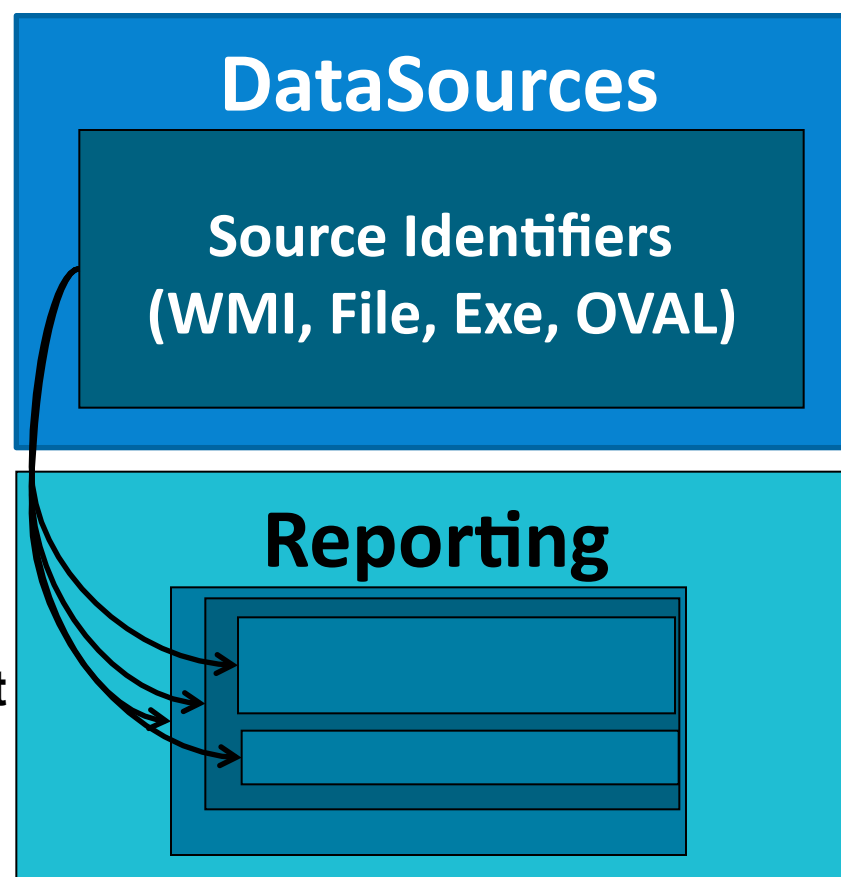 DataSources
Source Identifiers
(WMI, File, Exe, OVAL)
Reporting
t